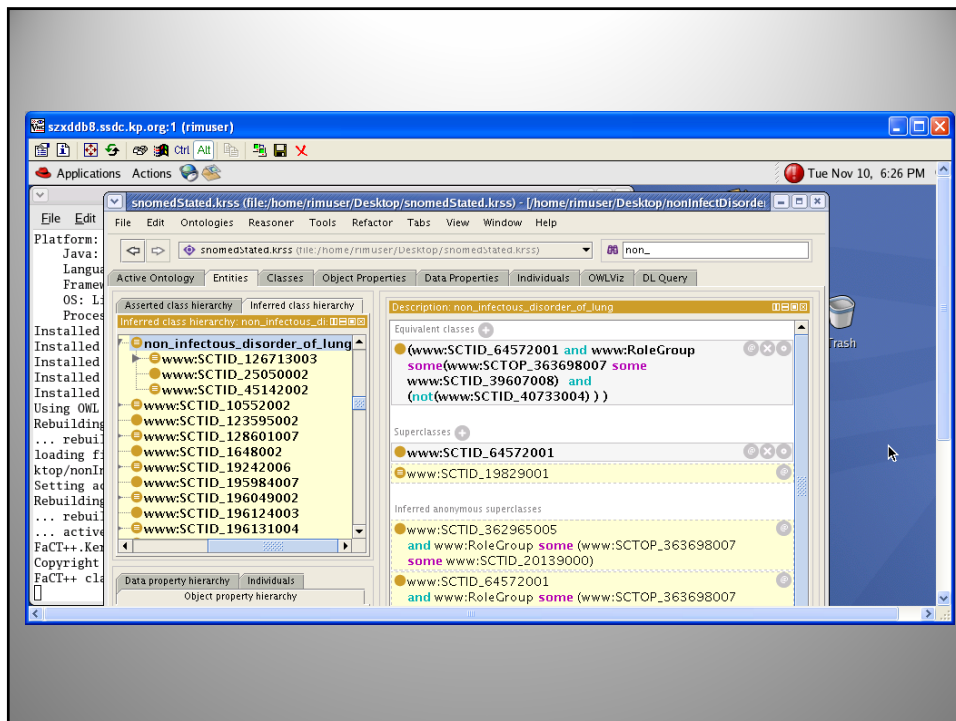 szxddb8.ssdc.kp.org:1 (rimuser)
Ctrl Alt
Applications Actions
Tue Nov 10, 6:26 PM
snomedStated.krss (file:/home/rimuser/Desktop/snomedStated.krss) - [/home/rimuser/Desktop/nonInfectDisorde
File Edit
File Edit Ontologies Reasoner Tools Refactor Tabs View Window Help
snomedStated.krss (file:/home/rimuser/Desktop/snomedStated.krss)
non_
Active Ontology Entities Classes Object Properties Data Properties Individuals OWLViz DL Query
Asserted class hierarchy Inferred class hierarchy
Inferred class hierarchy: non_infectous_di
non_infectous_disorder_of_lung
www:SCTID_126713003
www:SCTID_25050002
www:SCTID_45142002
www:SCTID_10552002
www:SCTID_123595002
www:SCTID_128601007
www:SCTID_1648002
www:SCTID_19242006
www:SCTID_195984007
www:SCTID_196049002
www:SCTID_196124003
www:SCTID_196131004
Data property hierarchy Individuals
Object property hierarchy
Description: non_infectous_disorder_of_lung
Equivalent classes
(www:SCTID_64572001 and www:RoleGroup
some(www:SCTOP_363698007 some
www:SCTID_39607008) and
(not(www:SCTID_40733004) ) )
Superclasses
www:SCTID_64572001
www:SCTID_19829001
Inferred anonymous superclasses
www:SCTID_362965005
and www:RoleGroup some (www:SCTOP_363698007
some www:SCTID_20139000)
www:SCTID_64572001
and www:RoleGroup some (www:SCTOP_363698007
Platform:
Java:
Langua
Framew
OS: Li
Proces
Installed
Installed
Installed
Installed
Installed
Using OWL
Rebuilding
... rebuil
loading fi
ktop/nonIn
Setting ac
Rebuilding
... rebuil
... active
FaCT++.Ker
Copyright
FaCT++ cla
Trash